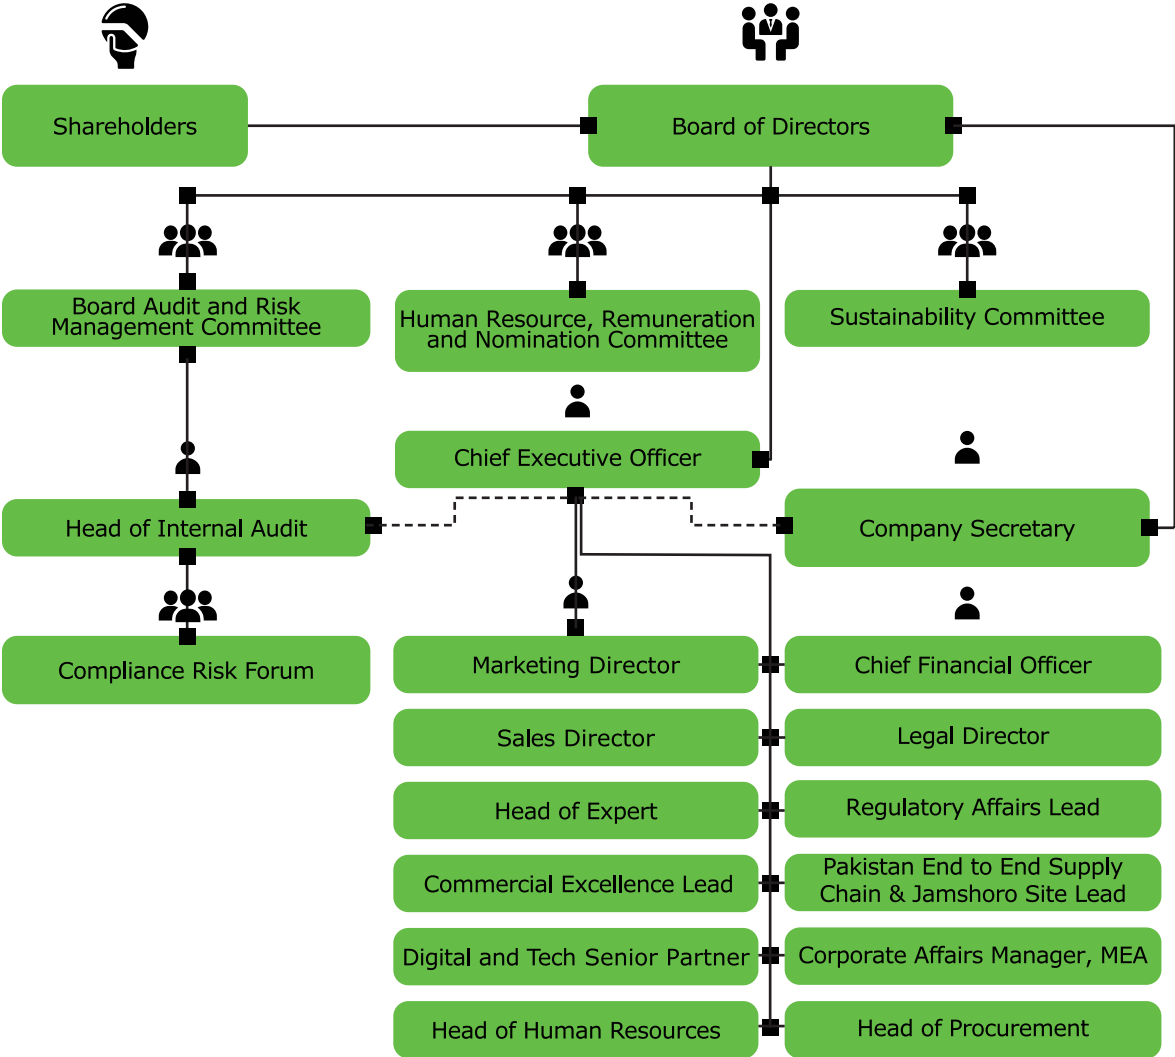 Shareholders
Board of Directors
Board Audit and Risk
Management Committee
Human Resource, Remuneration
and Nomination Committee
Sustainability Committee
Chief Executive Officer
Head of Internal Audit
Company Secretary
Compliance Risk Forum
Marketing Director
Chief Financial Officer
Sales Director
Legal Director
Head of Expert
Regulatory Affairs Lead
Commercial Excellence Lead
Pakistan End to End Supply
Chain & Jamshoro Site Lead
Digital and Tech Senior Partner
Corporate Affairs Manager, MEA
Head of Human Resources
Head of Procurement